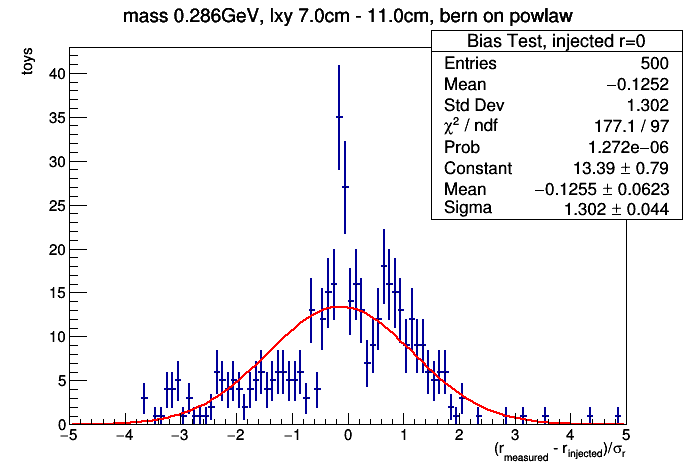 mass 0.286GeV, lxy 7.0cm - 11.0cm, bern on powlaw
Bias Test, injected r=0
Entries 500
Mean −0.1252
Std Dev 1.302
χ² / ndf 177.1 / 97
Prob 1.272e−06
Constant 13.39 ± 0.79
Mean −0.1255 ± 0.0623
Sigma 1.302 ± 0.044
toys
40
35
30
25
20
15
10
5
0
−5 −4 −3 −2 −1 0 1 2 3 4 5
(r_measured - r_injected)/σ_r